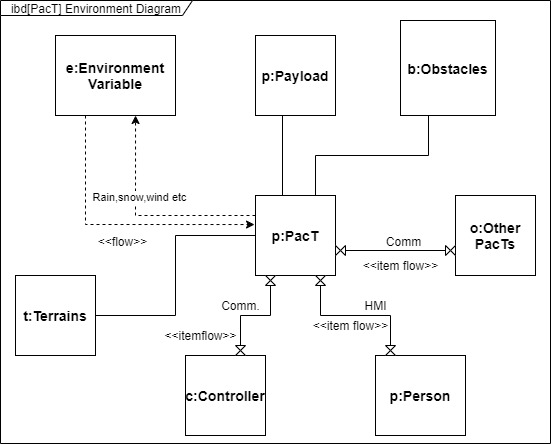 ibd[PacT] Environment Diagram
e:Environment
Variable
p:Payload
b:Obstacles
Rain,snow,wind etc
<<flow>>
p:PacT
Comm
<<item flow>>
o:Other
PacTs
t:Terrains
Comm.
<<itemflow>>
HMI
<<item flow>>
c:Controller
p:Person